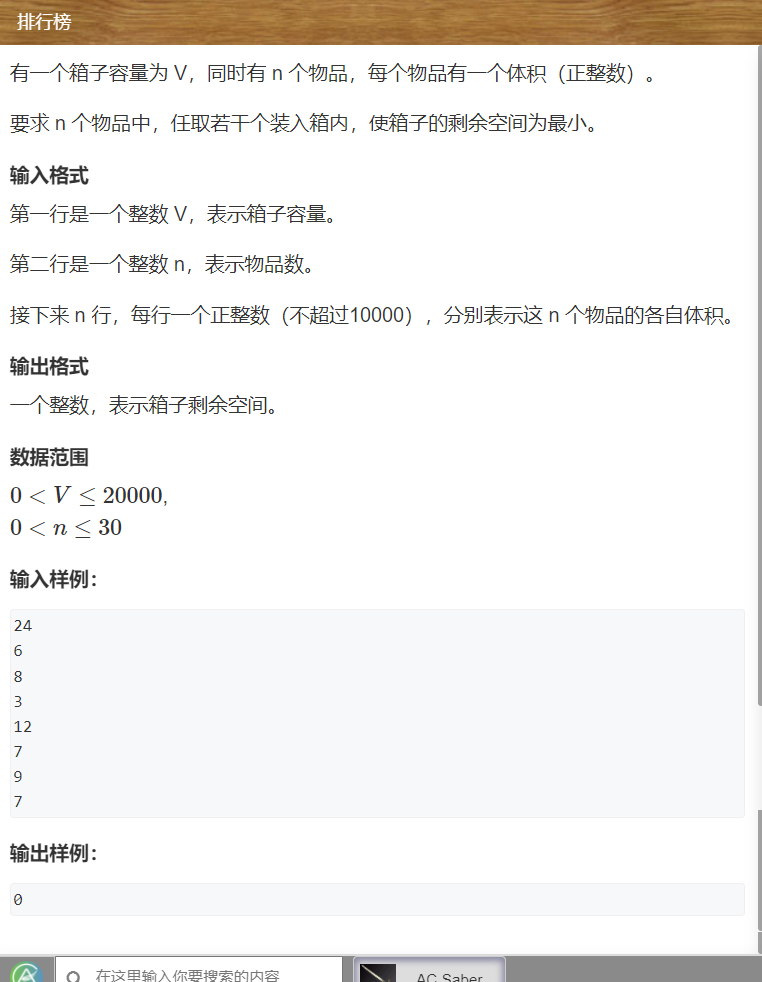 排行榜
有一个箱子容量为 V，同时有 n 个物品，每个物品有一个体积（正整数）。
要求 n 个物品中，任取若干个装入箱内，使箱子的剩余空间为最小。
输入格式
第一行是一个整数 V，表示箱子容量。
第二行是一个整数 n，表示物品数。
接下来 n 行，每行一个正整数（不超过10000），分别表示这 n 个物品的各自体积。
输出格式
一个整数，表示箱子剩余空间。
数据范围
0 < V ≤ 20000,
0 < n ≤ 30
输入样例：
24
6
8
3
12
7
9
7
输出样例：
0
在这里输入你要搜索的内容
AC Saber